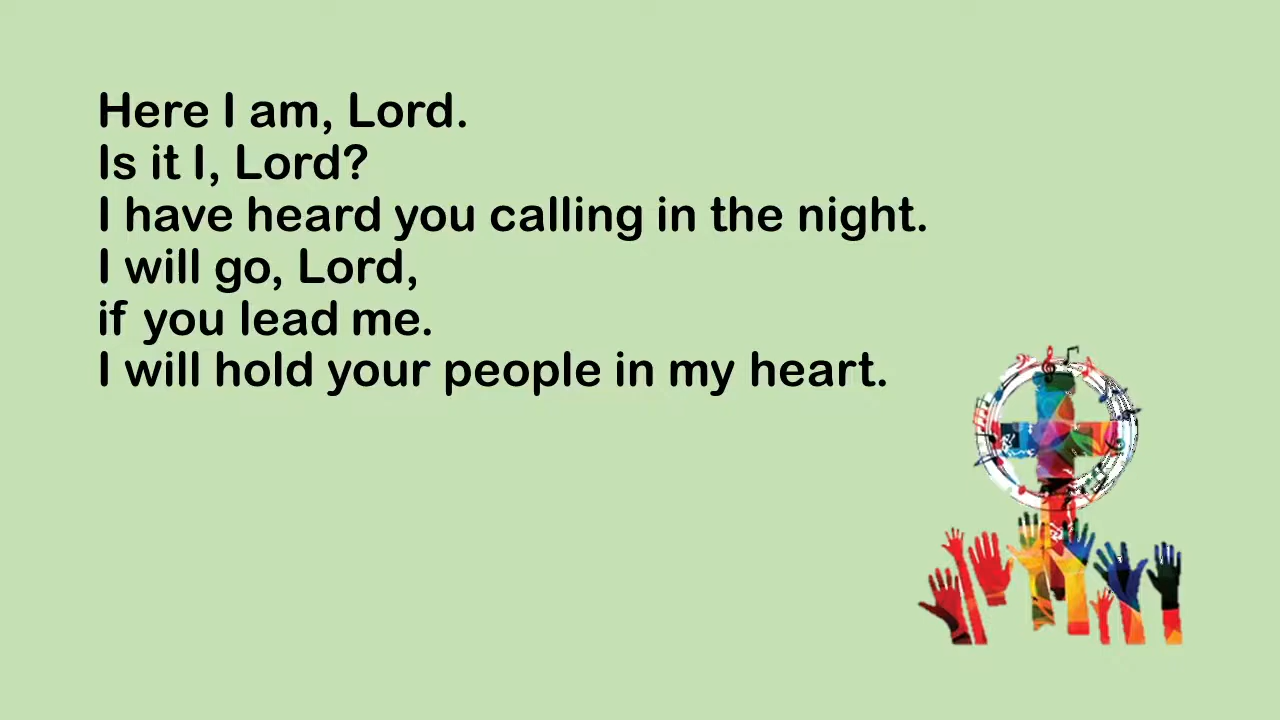 Here I am, Lord.
Is it I, Lord?
I have heard you calling in the night.
I will go, Lord,
if you lead me.
I will hold your people in my heart.